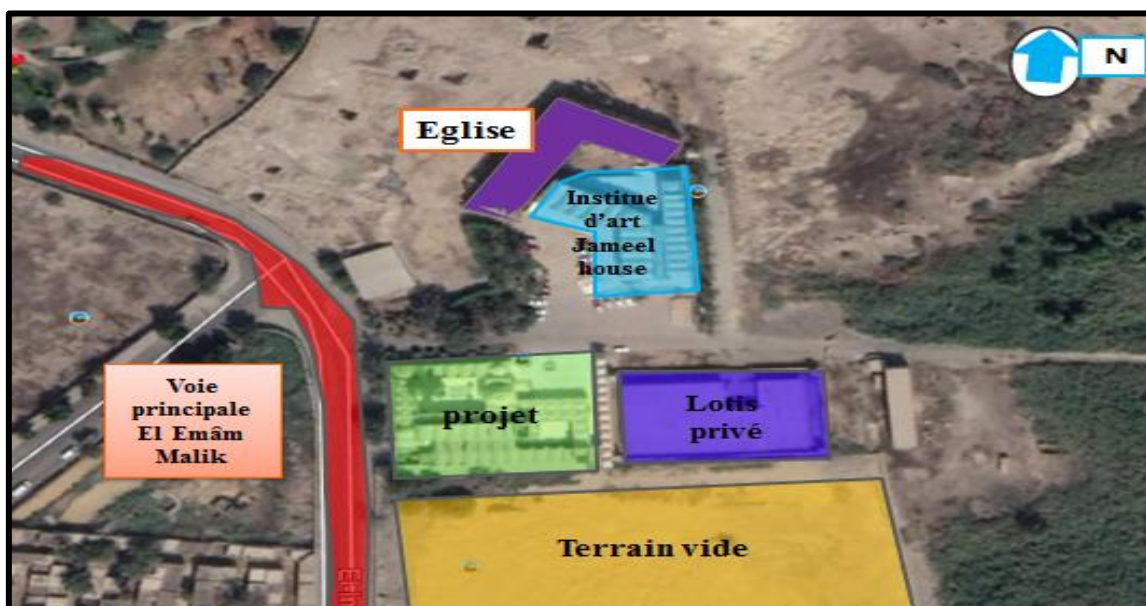 N
Eglise
Institue
d'art
Jameel
house
Voie
principale
El Emâm
Malik
projet
Lotis
privé
Terrain vide